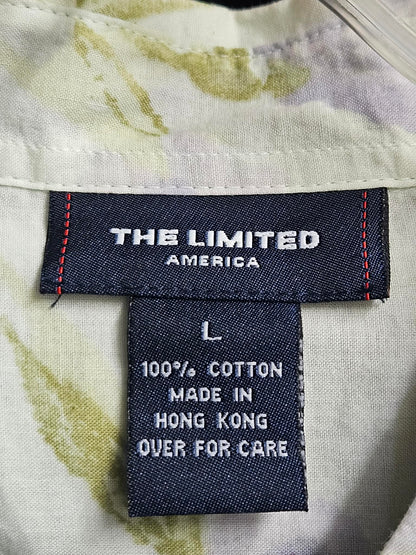 THE LIMITED
AMERICA
L
100% COTTON
MADE IN
HONG KONG
OVER FOR CARE